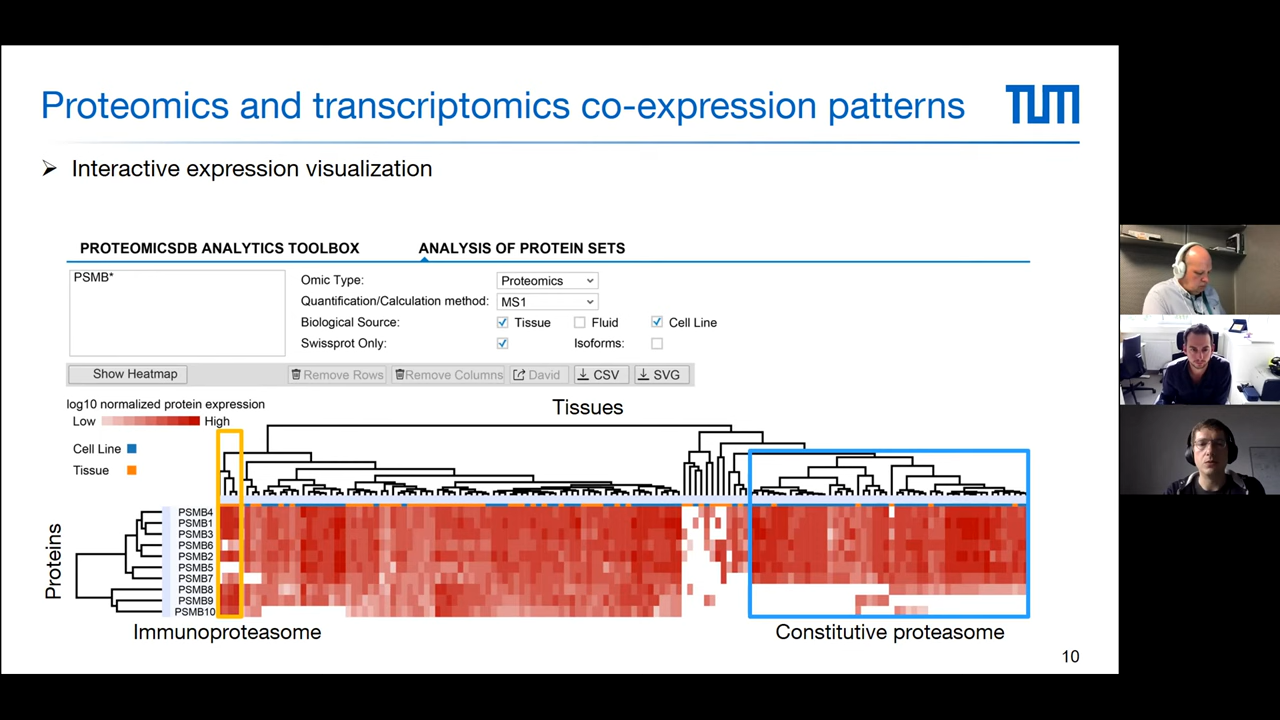 Proteomics and transcriptomics co-expression patterns
TUM
Interactive expression visualization
PROTEOMICSDB ANALYTICS TOOLBOX
ANALYSIS OF PROTEIN SETS
PSMB*
Omic Type:
Proteomics
Quantification/Calculation method:
MS1
Biological Source:
Tissue
Fluid
Cell Line
Swissprot Only:
Isoforms:
Show Heatmap
Remove Rows
Remove Columns
David
CSV
SVG
log10 normalized protein expression
Low
High
Tissues
Cell Line
Tissue
Proteins
PSMB4
PSMB1
PSMB3
PSMB6
PSMB2
PSMB5
PSMB7
PSMB8
PSMB9
PSMB10
Immunoproteasome
Constitutive proteasome
10